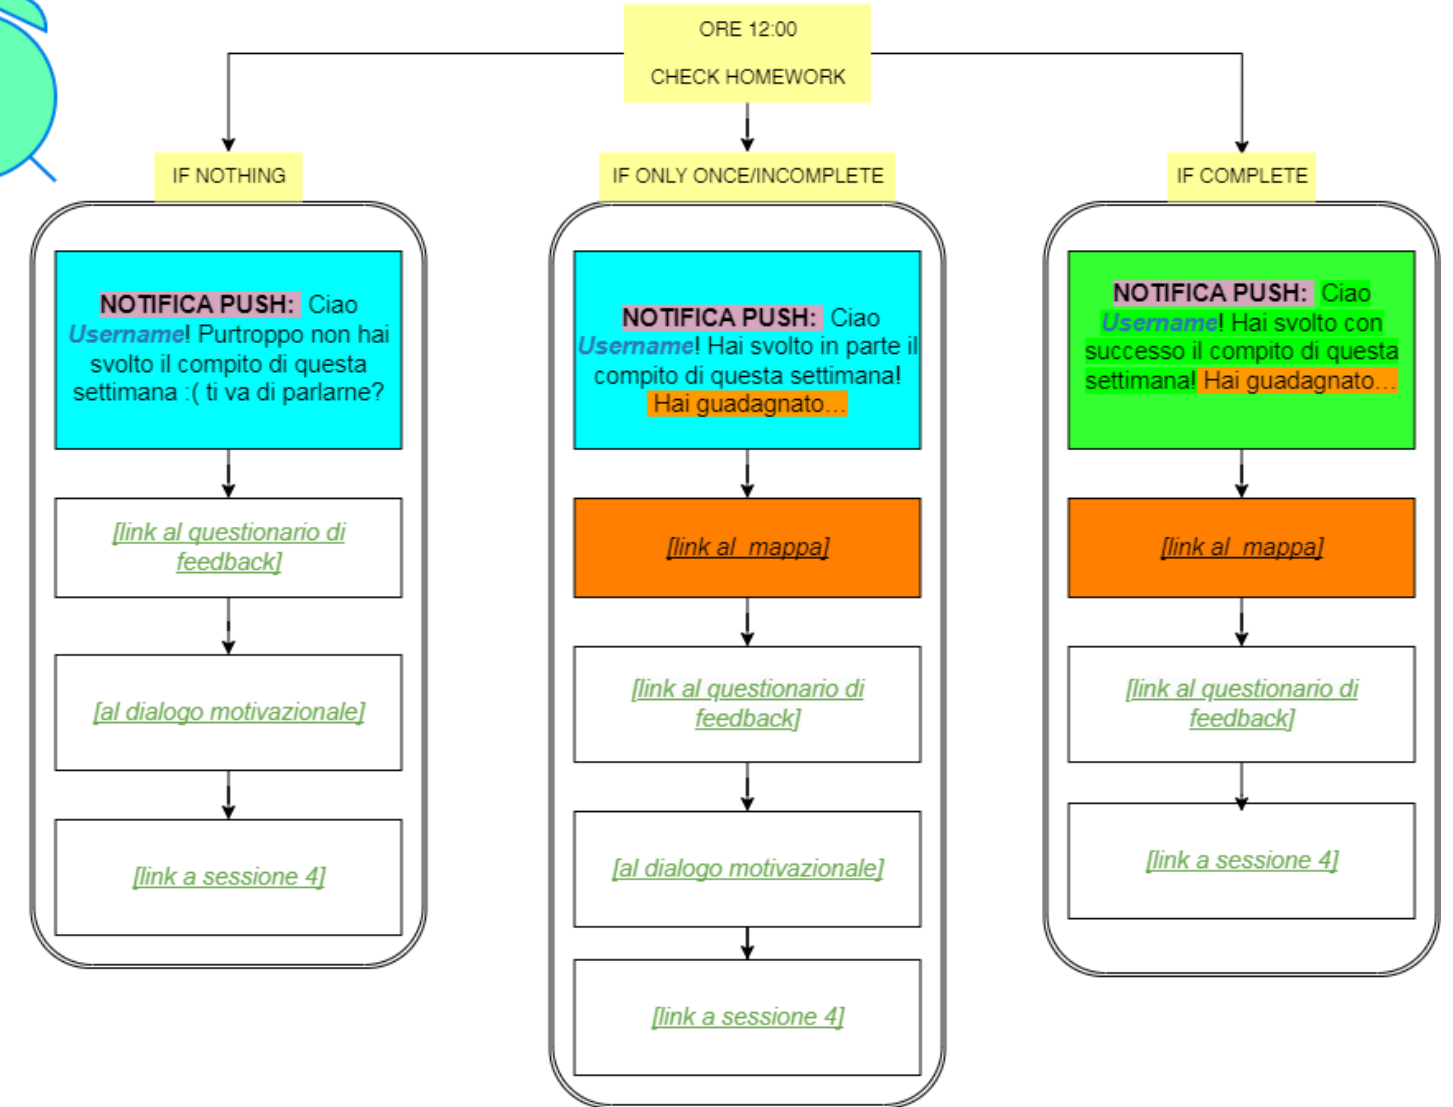 ORE 12:00
CHECK HOMEWORK
IF NOTHING
NOTIFICA PUSH: Ciao
Username! Purtroppo non hai
svolto il compito di questa
settimana :( ti va di parlarne?
[link al questionario di
feedback]
[al dialogo motivazionale]
[link a sessione 4]
IF ONLY ONCE/INCOMPLETE
NOTIFICA PUSH: Ciao
Username! Hai svolto in parte il
compito di questa settimana!
Hai guadagnato…
[link al  mappa]
[link al questionario di
feedback]
[al dialogo motivazionale]
[link a sessione 4]
IF COMPLETE
NOTIFICA PUSH: Ciao
Username! Hai svolto con
successo il compito di questa
settimana! Hai guadagnato…
[link al  mappa]
[link al questionario di
feedback]
[link a sessione 4]